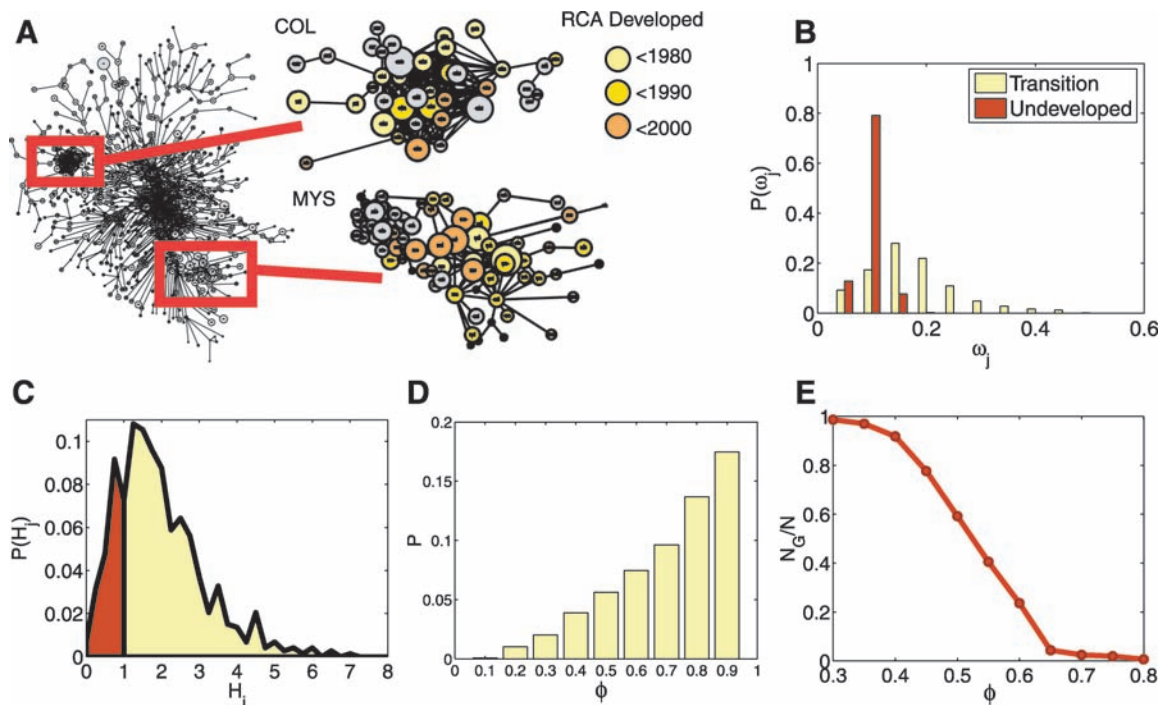 A
COL
RCA Developed
<1980
<1990
<2000
MYS
B
Transition
Undeveloped
1
0.8
0.6
0.4
0.2
0
P(ωj)
0 0.2 0.4 0.6
ωj
C
0.1
0.08
0.06
0.04
0.02
0
P(Hj)
0 1 2 3 4 5 6 7 8
Hj
D
0.2
0.15
0.1
0.05
0
P
0 0.1 0.2 0.3 0.4 0.5 0.6 0.7 0.8 0.9 1
ϕ
E
1
0.8
0.6
0.4
0.2
0
NG/N
0.3 0.4 0.5 0.6 0.7 0.8
ϕ